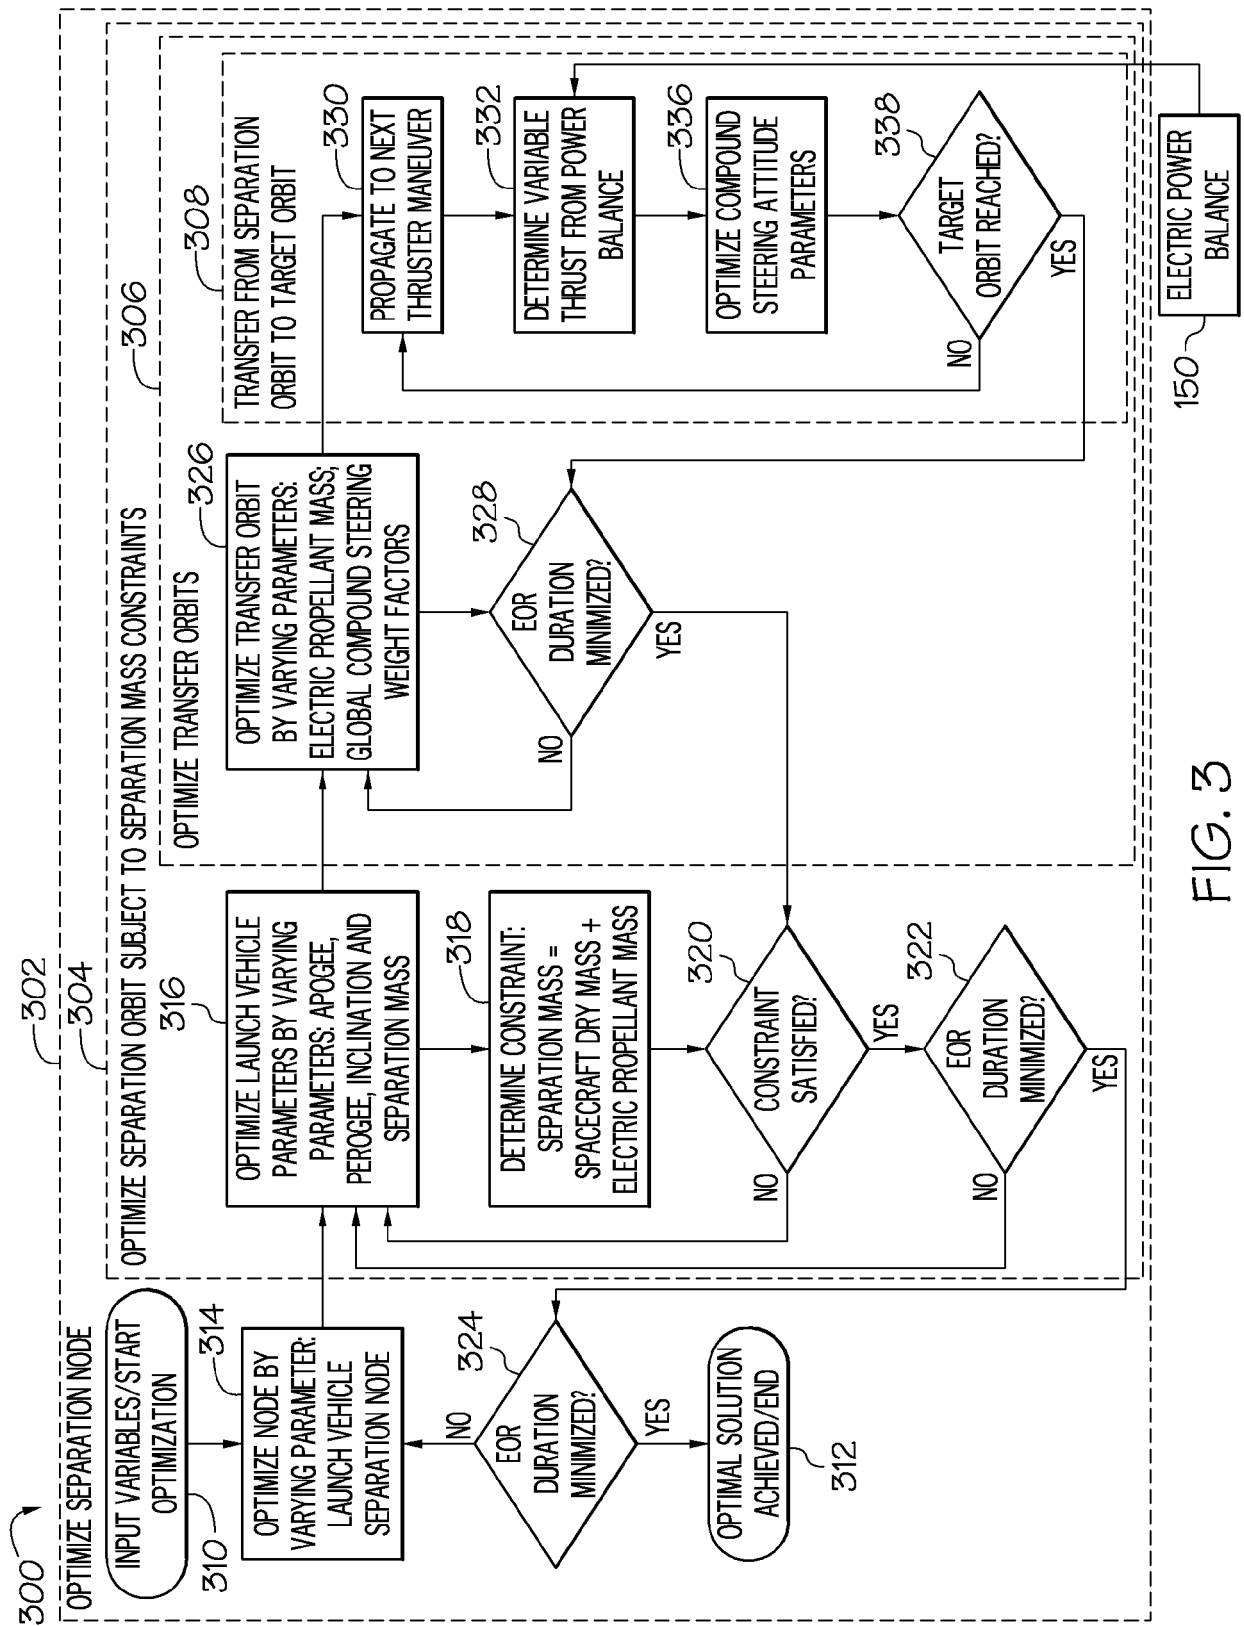 300
302
OPTIMIZE SEPARATION NODE
304
OPTIMIZE SEPARATION ORBIT SUBJECT TO SEPARATION MASS CONSTRAINTS
306
OPTIMIZE TRANSFER ORBITS
308
TRANSFER FROM SEPARATION
ORBIT TO TARGET ORBIT
INPUT VARIABLES/START
OPTIMIZATION
310
314
OPTIMIZE NODE BY
VARYING PARAMETER:
LAUNCH VEHICLE
SEPARATION NODE
324
EOR
DURATION
MINIMIZED?
NO
YES
OPTIMAL SOLUTION
ACHIEVED/END
312
316
OPTIMIZE LAUNCH VEHICLE
PARAMETERS BY VARYING
PARAMETERS: APOGEE,
PEROGEE, INCLINATION AND
SEPARATION MASS
318
DETERMINE CONSTRAINT:
SEPARATION MASS =
SPACECRAFT DRY MASS +
ELECTRIC PROPELLANT MASS
320
CONSTRAINT
SATISFIED?
NO
YES
322
EOR
DURATION
MINIMIZED?
NO
YES
326
OPTIMIZE TRANSFER ORBIT
BY VARYING PARAMETERS:
ELECTRIC PROPELLANT MASS;
GLOBAL COMPOUND STEERING
WEIGHT FACTORS
328
EOR
DURATION
MINIMIZED?
NO
YES
330
PROPAGATE TO NEXT
THRUSTER MANEUVER
332
DETERMINE VARIABLE
THRUST FROM POWER
BALANCE
336
OPTIMIZE COMPOUND
STEERING ATTITUDE
PARAMETERS
338
TARGET
ORBIT REACHED?
NO
YES
ELECTRIC POWER
BALANCE
150
FIG. 3